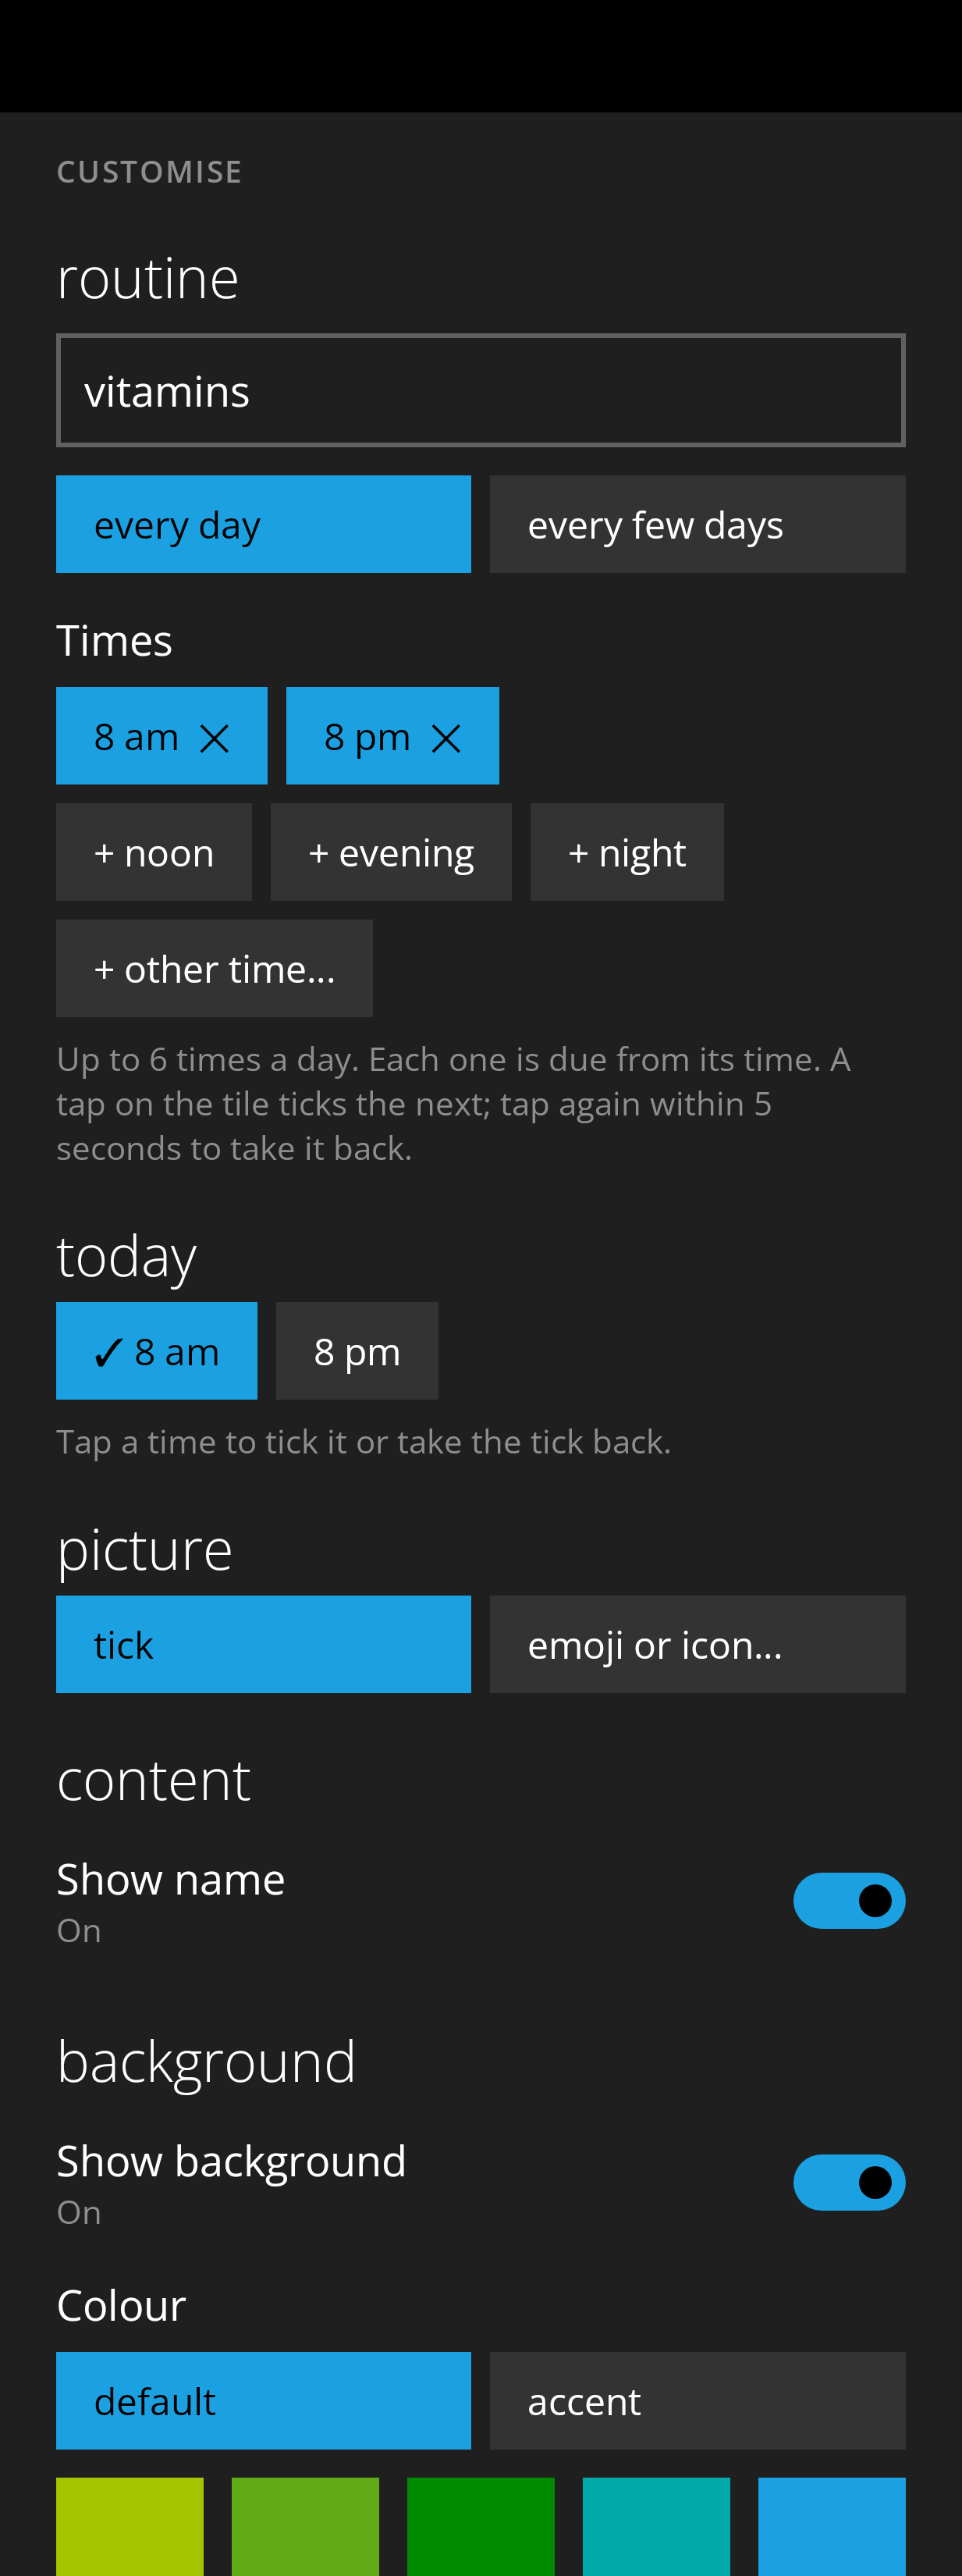 CUSTOMISE
routine
vitamins
every day
every few days
Times
8 am ×
8 pm ×
+ noon
+ evening
+ night
+ other time...
Up to 6 times a day. Each one is due from its time. A
tap on the tile ticks the next; tap again within 5
seconds to take it back.
today
✓ 8 am
8 pm
Tap a time to tick it or take the tick back.
picture
tick
emoji or icon...
content
Show name
On
background
Show background
On
Colour
default
accent